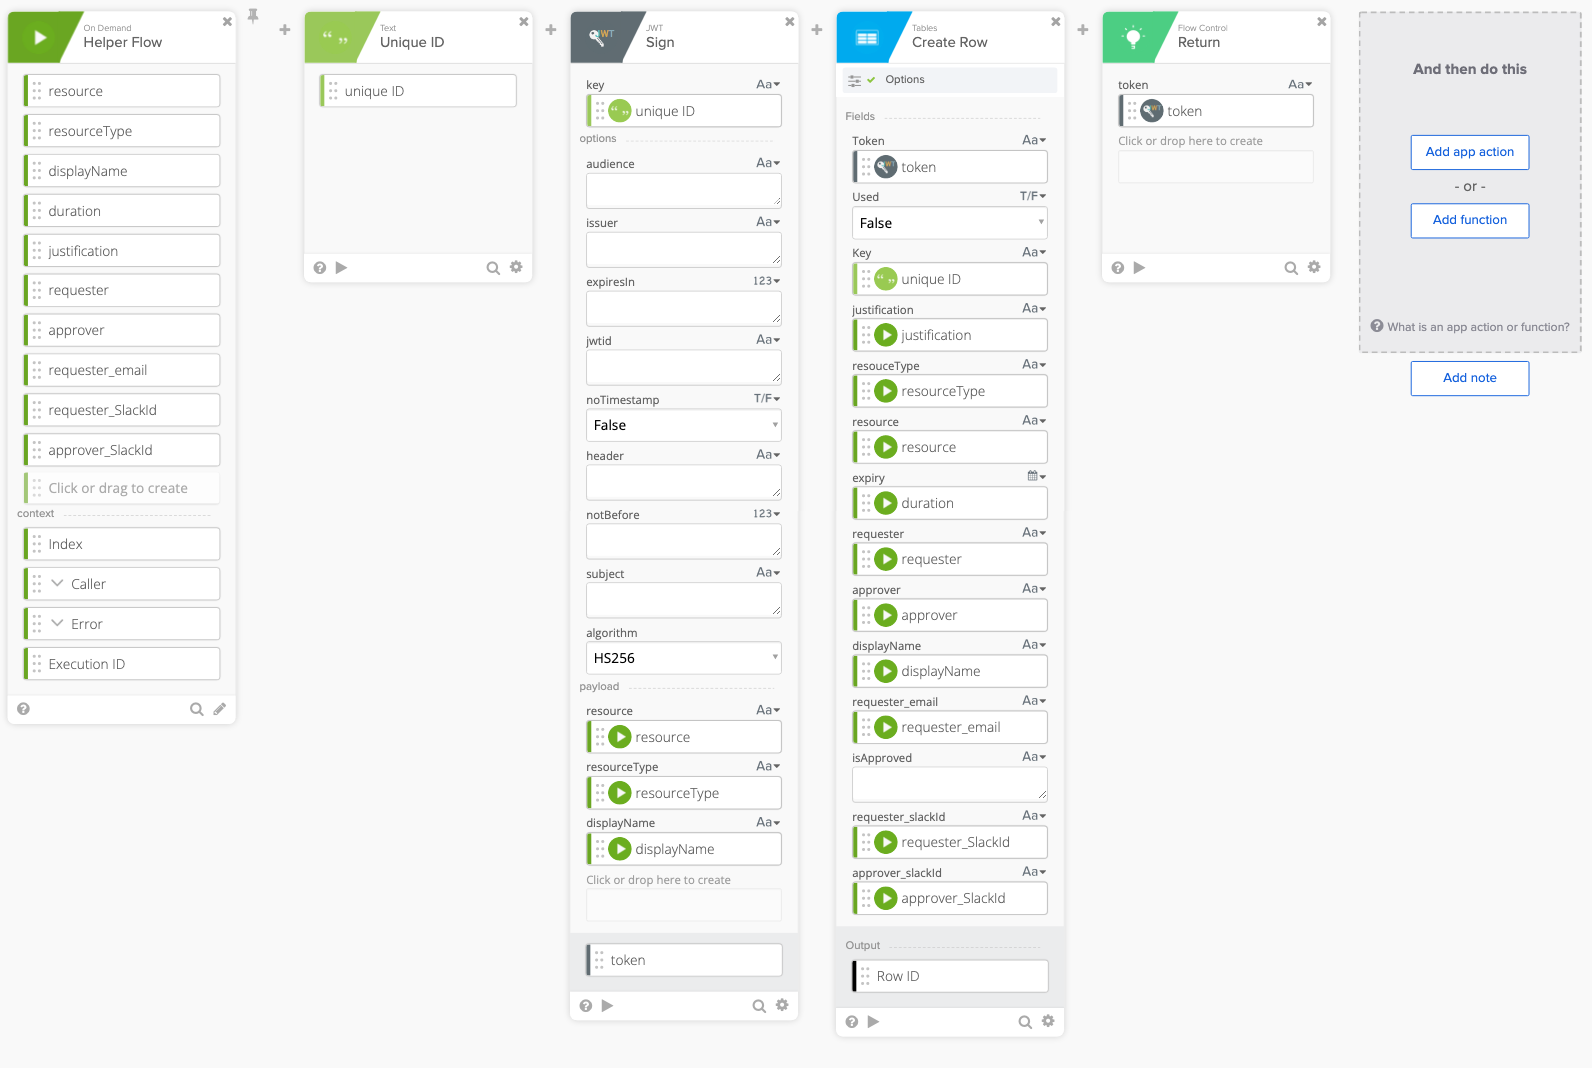 On Demand
Helper Flow
resource
resourceType
displayName
duration
justification
requester
approver
requester_email
requester_SlackId
approver_SlackId
Click or drag to create
context
Index
Caller
Error
Execution ID
Text
Unique ID
unique ID
JWT
Sign
key Aa
unique ID
options
audience Aa
issuer Aa
expiresIn 123
jwtid Aa
noTimestamp T/F
False
header Aa
notBefore 123
subject Aa
algorithm
HS256
payload
resource Aa
resource
resourceType Aa
resourceType
displayName Aa
displayName
Click or drop here to create
token
Tables
Create Row
Options
Fields
Token Aa
token
Used T/F
False
Key Aa
unique ID
justification Aa
justification
resouceType Aa
resourceType
resource Aa
resource
expiry
duration
requester Aa
requester
approver Aa
approver
displayName Aa
displayName
requester_email Aa
requester_email
isApproved Aa
requester_slackId Aa
requester_SlackId
approver_slackId Aa
approver_SlackId
Output
Row ID
Flow Control
Return
token Aa
token
Click or drop here to create
And then do this
Add app action
- or -
Add function
What is an app action or function?
Add note